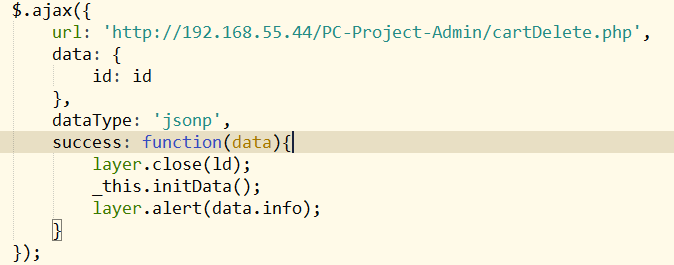 $.ajax({
    url: 'http://192.168.55.44/PC-Project-Admin/cartDelete.php',
    data: {
        id: id
    },
    dataType: 'jsonp',
    success: function(data){
        layer.close(ld);
        _this.initData();
        layer.alert(data.info);
    }
});